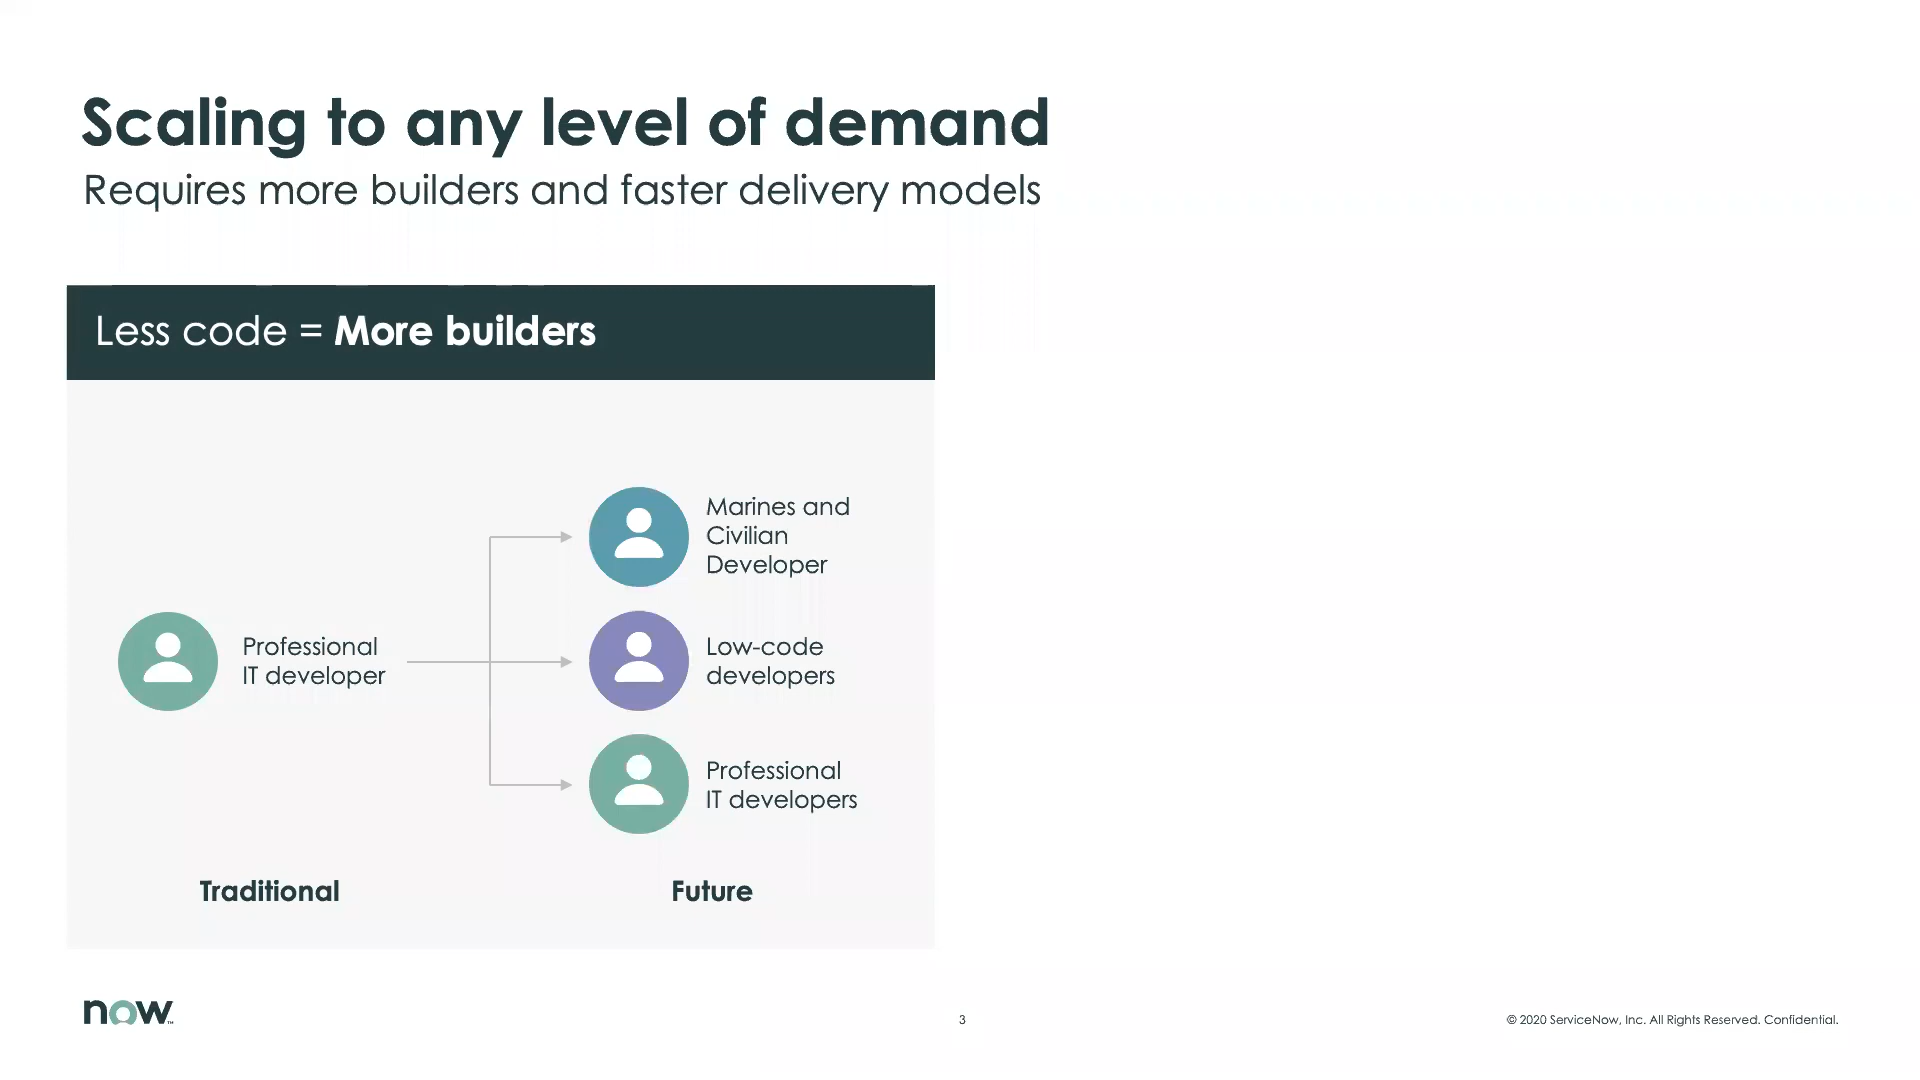 Scaling to any level of demand
Requires more builders and faster delivery models
Less code = More builders
Professional
IT developer
Marines and
Civilian
Developer
Low-code
developers
Professional
IT developers
Traditional
Future
now™
3
© 2020 ServiceNow, Inc. All Rights Reserved. Confidential.